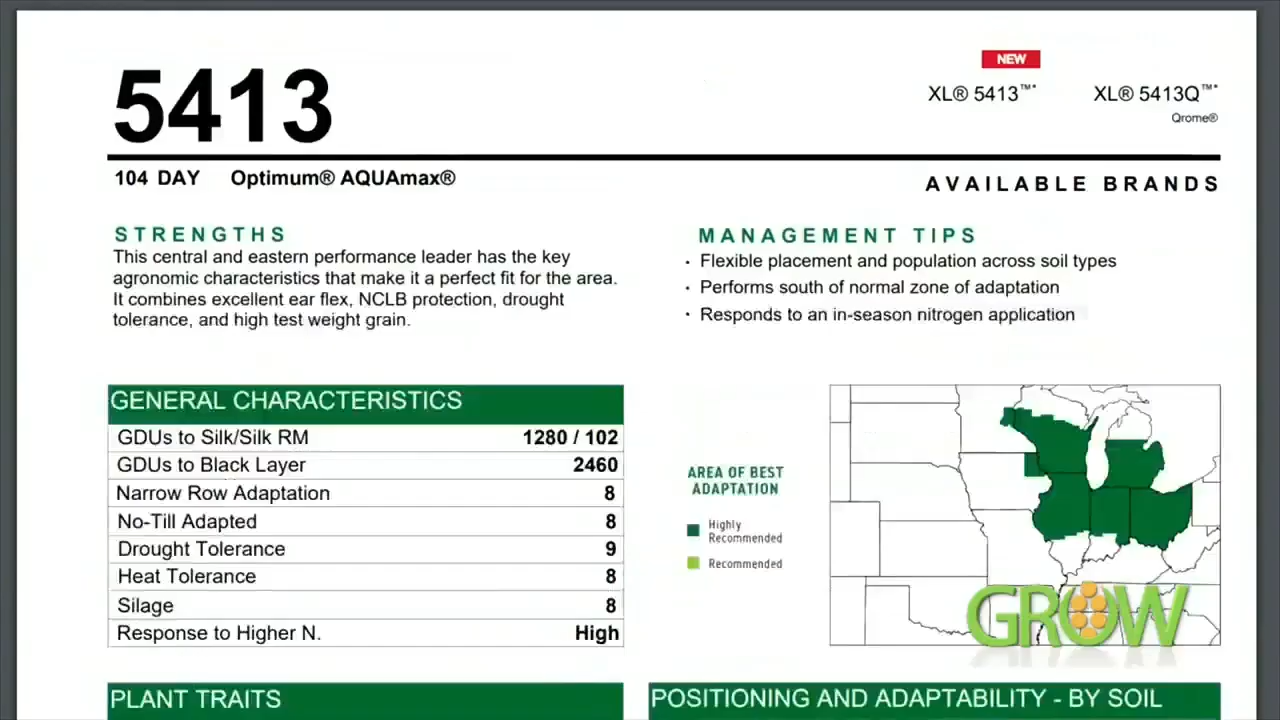 5413
NEW
XL® 5413™*
XL® 5413Q™*
Qrome®
104 DAY Optimum® AQUAmax®
AVAILABLE BRANDS
STRENGTHS
This central and eastern performance leader has the key
agronomic characteristics that make it a perfect fit for the area.
It combines excellent ear flex, NCLB protection, drought
tolerance, and high test weight grain.
MANAGEMENT TIPS
· Flexible placement and population across soil types
· Performs south of normal zone of adaptation
· Responds to an in-season nitrogen application
GENERAL CHARACTERISTICS
GDUs to Silk/Silk RM 1280 / 102
GDUs to Black Layer 2460
Narrow Row Adaptation 8
No-Till Adapted 8
Drought Tolerance 9
Heat Tolerance 8
Silage 8
Response to Higher N. High
AREA OF BEST
ADAPTATION
Highly
Recommended
Recommended
GROW
PLANT TRAITS
POSITIONING AND ADAPTABILITY - BY SOIL